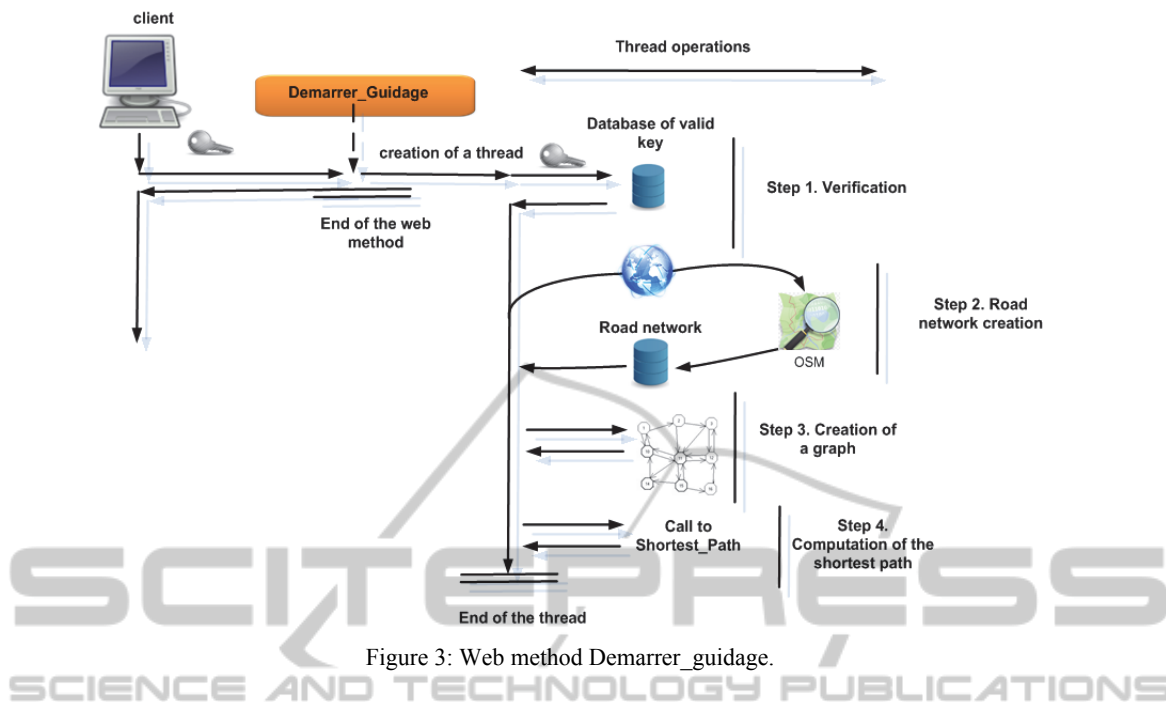 client
Thread operations
Demarrer_Guidage
Database of valid
key
creation of a thread
Step 1. Verification
End of the web
method
Step 2. Road
network creation
Road network
OSM
Step 3. Creation of
a graph
Call to
Shortest_Path
Step 4.
Computation of the
shortest path
End of the thread
SCITEPRESS
Figure 3: Web method Demarrer_guidage.
SCIENCE AND TECHNOLOGY PUBLICATIONS